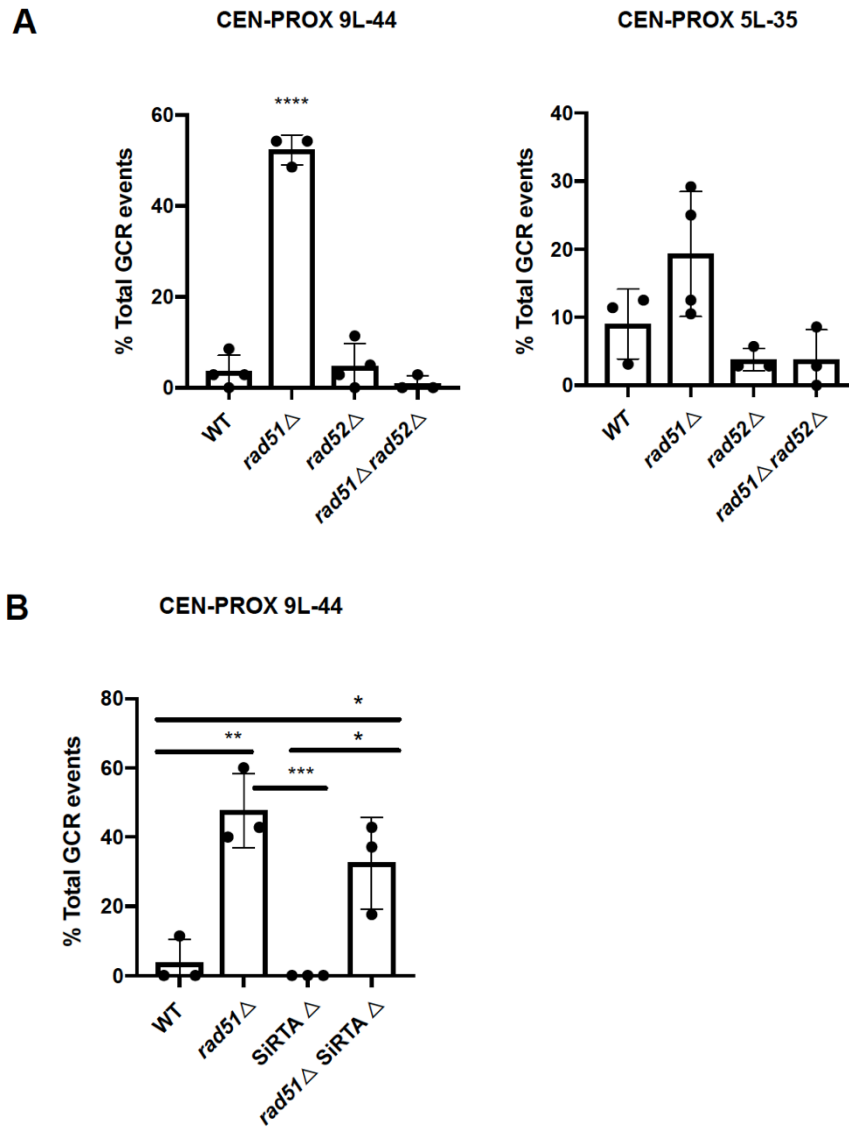 A
CEN-PROX 9L-44
CEN-PROX 5L-35
% Total GCR events
60
40
20
0
****
WT
rad51△
rad52△
rad51△rad52△
% Total GCR events
40
30
20
10
0
WT
rad51△
rad52△
rad51△rad52△
B
CEN-PROX 9L-44
% Total GCR events
80
60
40
20
0
*
**
*
***
WT
rad51△
SiRTA △
rad51△ SiRTA △